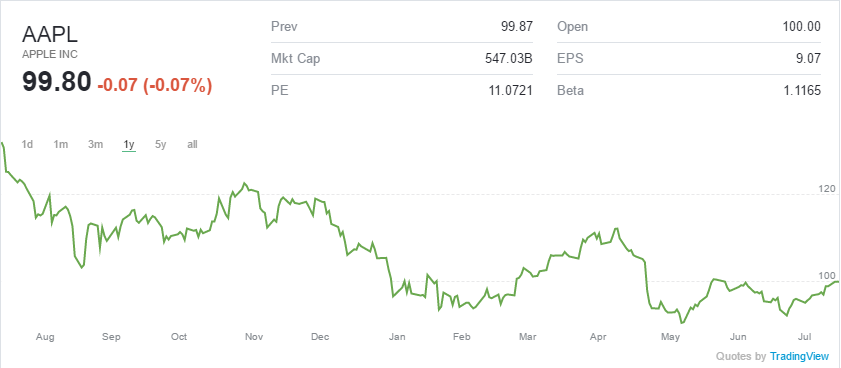 AAPL
APPLE INC
99.80 -0.07 (-0.07%)
Prev 99.87 Open 100.00
Mkt Cap 547.03B EPS 9.07
PE 11.0721 Beta 1.1165
1d 1m 3m 1y 5y all
120
100
Aug Sep Oct Nov Dec Jan Feb Mar Apr May Jun Jul
Quotes by TradingView